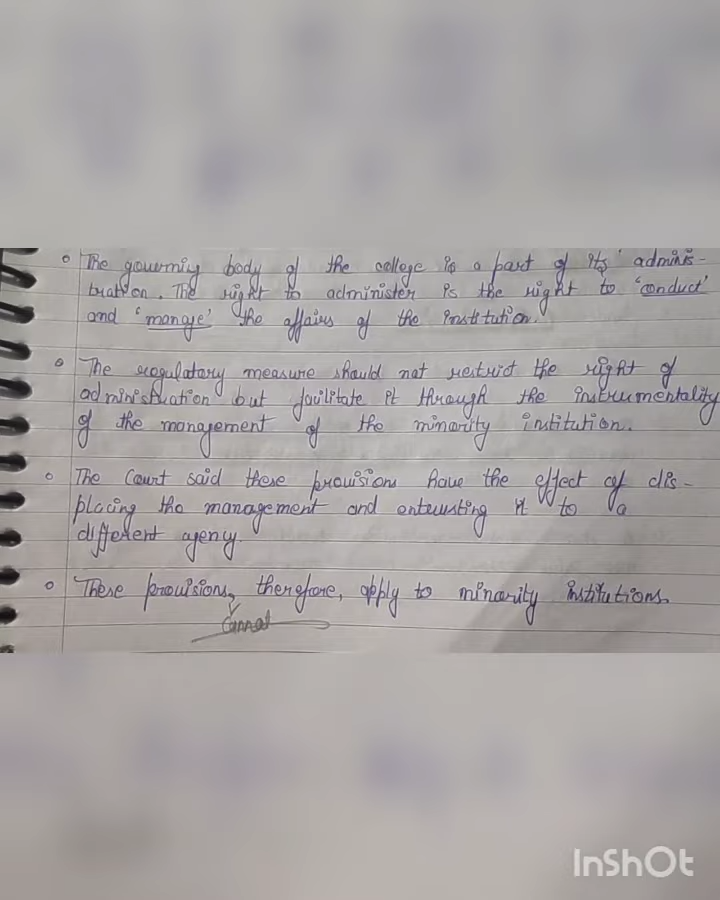 The governing body of the college is a part of its adminis-
tration. The right to administer is the right to 'conduct'
and 'manage' the affairs of the institution.
The regulatory measure should not restrict the right of
administration but facilitate it through the instrumentality
of the management of the minority institution.
The Court said these provisions have the effect of dis-
placing the management and entrusting it to a
different agency.
These provisions, therefore, apply to minority institutions.
Cannot
InShOt